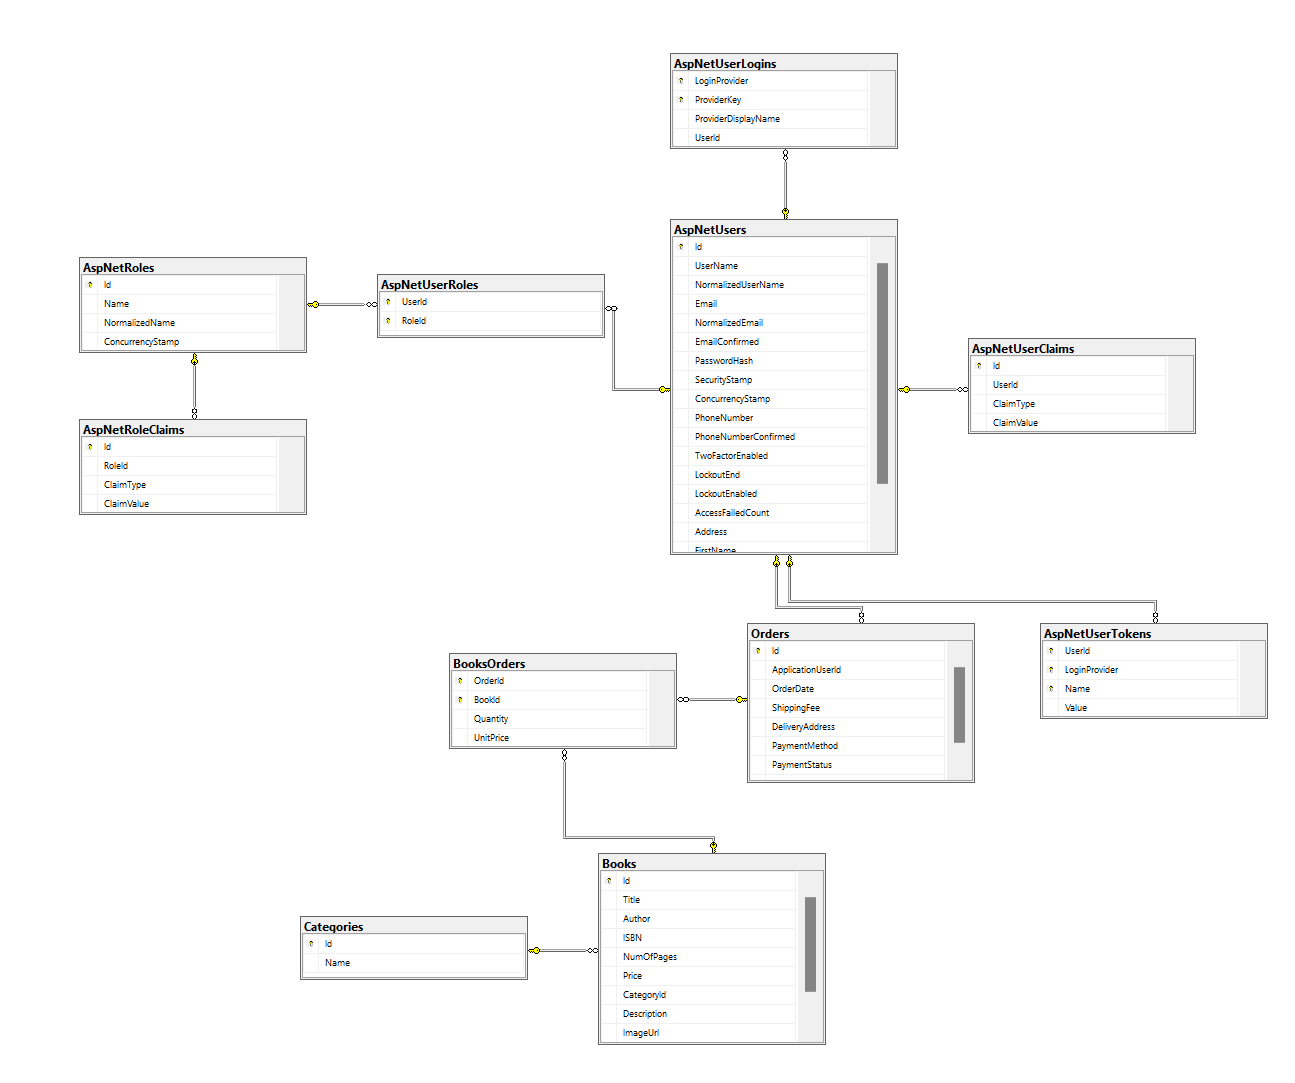 AspNetUserLogins
LoginProvider
ProviderKey
ProviderDisplayName
UserId
AspNetUsers
Id
UserName
NormalizedUserName
Email
NormalizedEmail
EmailConfirmed
PasswordHash
SecurityStamp
ConcurrencyStamp
PhoneNumber
PhoneNumberConfirmed
TwoFactorEnabled
LockoutEnd
LockoutEnabled
AccessFailedCount
Address
FirstName
AspNetRoles
Id
Name
NormalizedName
ConcurrencyStamp
AspNetUserRoles
UserId
RoleId
AspNetUserClaims
Id
UserId
ClaimType
ClaimValue
AspNetRoleClaims
Id
RoleId
ClaimType
ClaimValue
Orders
Id
ApplicationUserId
OrderDate
ShippingFee
DeliveryAddress
PaymentMethod
PaymentStatus
AspNetUserTokens
UserId
LoginProvider
Name
Value
BooksOrders
OrderId
BookId
Quantity
UnitPrice
Books
Id
Title
Author
ISBN
NumOfPages
Price
CategoryId
Description
ImageUrl
Categories
Id
Name